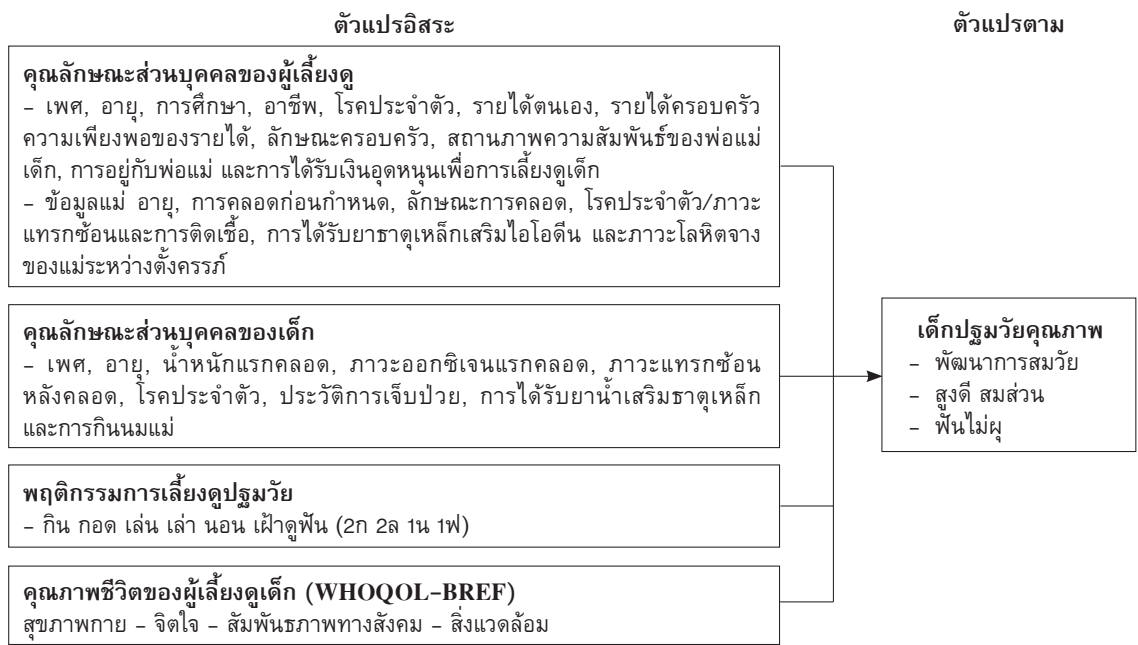 ตัวแปรอิสระ
ตัวแปรตาม
คุณลักษณะส่วนบุคคลของผู้เลี้ยงดู
– เพศ, อายุ, การศึกษา, อาชีพ, โรคประจำตัว, รายได้ตนเอง, รายได้ครอบครัว
ความเพียงพอของรายได้, ลักษณะครอบครัว, สถานภาพความสัมพันธ์ของพ่อแม่
เด็ก, การอยู่กับพ่อแม่ และการได้รับเงินอุดหนุนเพื่อการเลี้ยงดูเด็ก
– ข้อมูลแม่ อายุ, การคลอดก่อนกำหนด, ลักษณะการคลอด, โรคประจำตัว/ภาวะ
แทรกซ้อนและการติดเชื้อ, การได้รับยาธาตุเหล็กเสริมไอโอดีน และภาวะโลหิตจาง
ของแม่ระหว่างตั้งครรภ์
คุณลักษณะส่วนบุคคลของเด็ก
– เพศ, อายุ, น้ำหนักแรกคลอด, ภาวะออกซิเจนแรกคลอด, ภาวะแทรกซ้อน
หลังคลอด, โรคประจำตัว, ประวัติการเจ็บป่วย, การได้รับยาน้ำเสริมธาตุเหล็ก
และการกินนมแม่
พฤติกรรมการเลี้ยงดูปฐมวัย
– กิน กอด เล่น เล่า นอน เฝ้าดูฟัน (2ก 2ล 1น 1ฟ)
คุณภาพชีวิตของผู้เลี้ยงดูเด็ก (WHOQOL-BREF)
สุขภาพกาย – จิตใจ – สัมพันธภาพทางสังคม – สิ่งแวดล้อม
เด็กปฐมวัยคุณภาพ
– พัฒนาการสมวัย
– สูงดี สมส่วน
– ฟันไม่ผุ